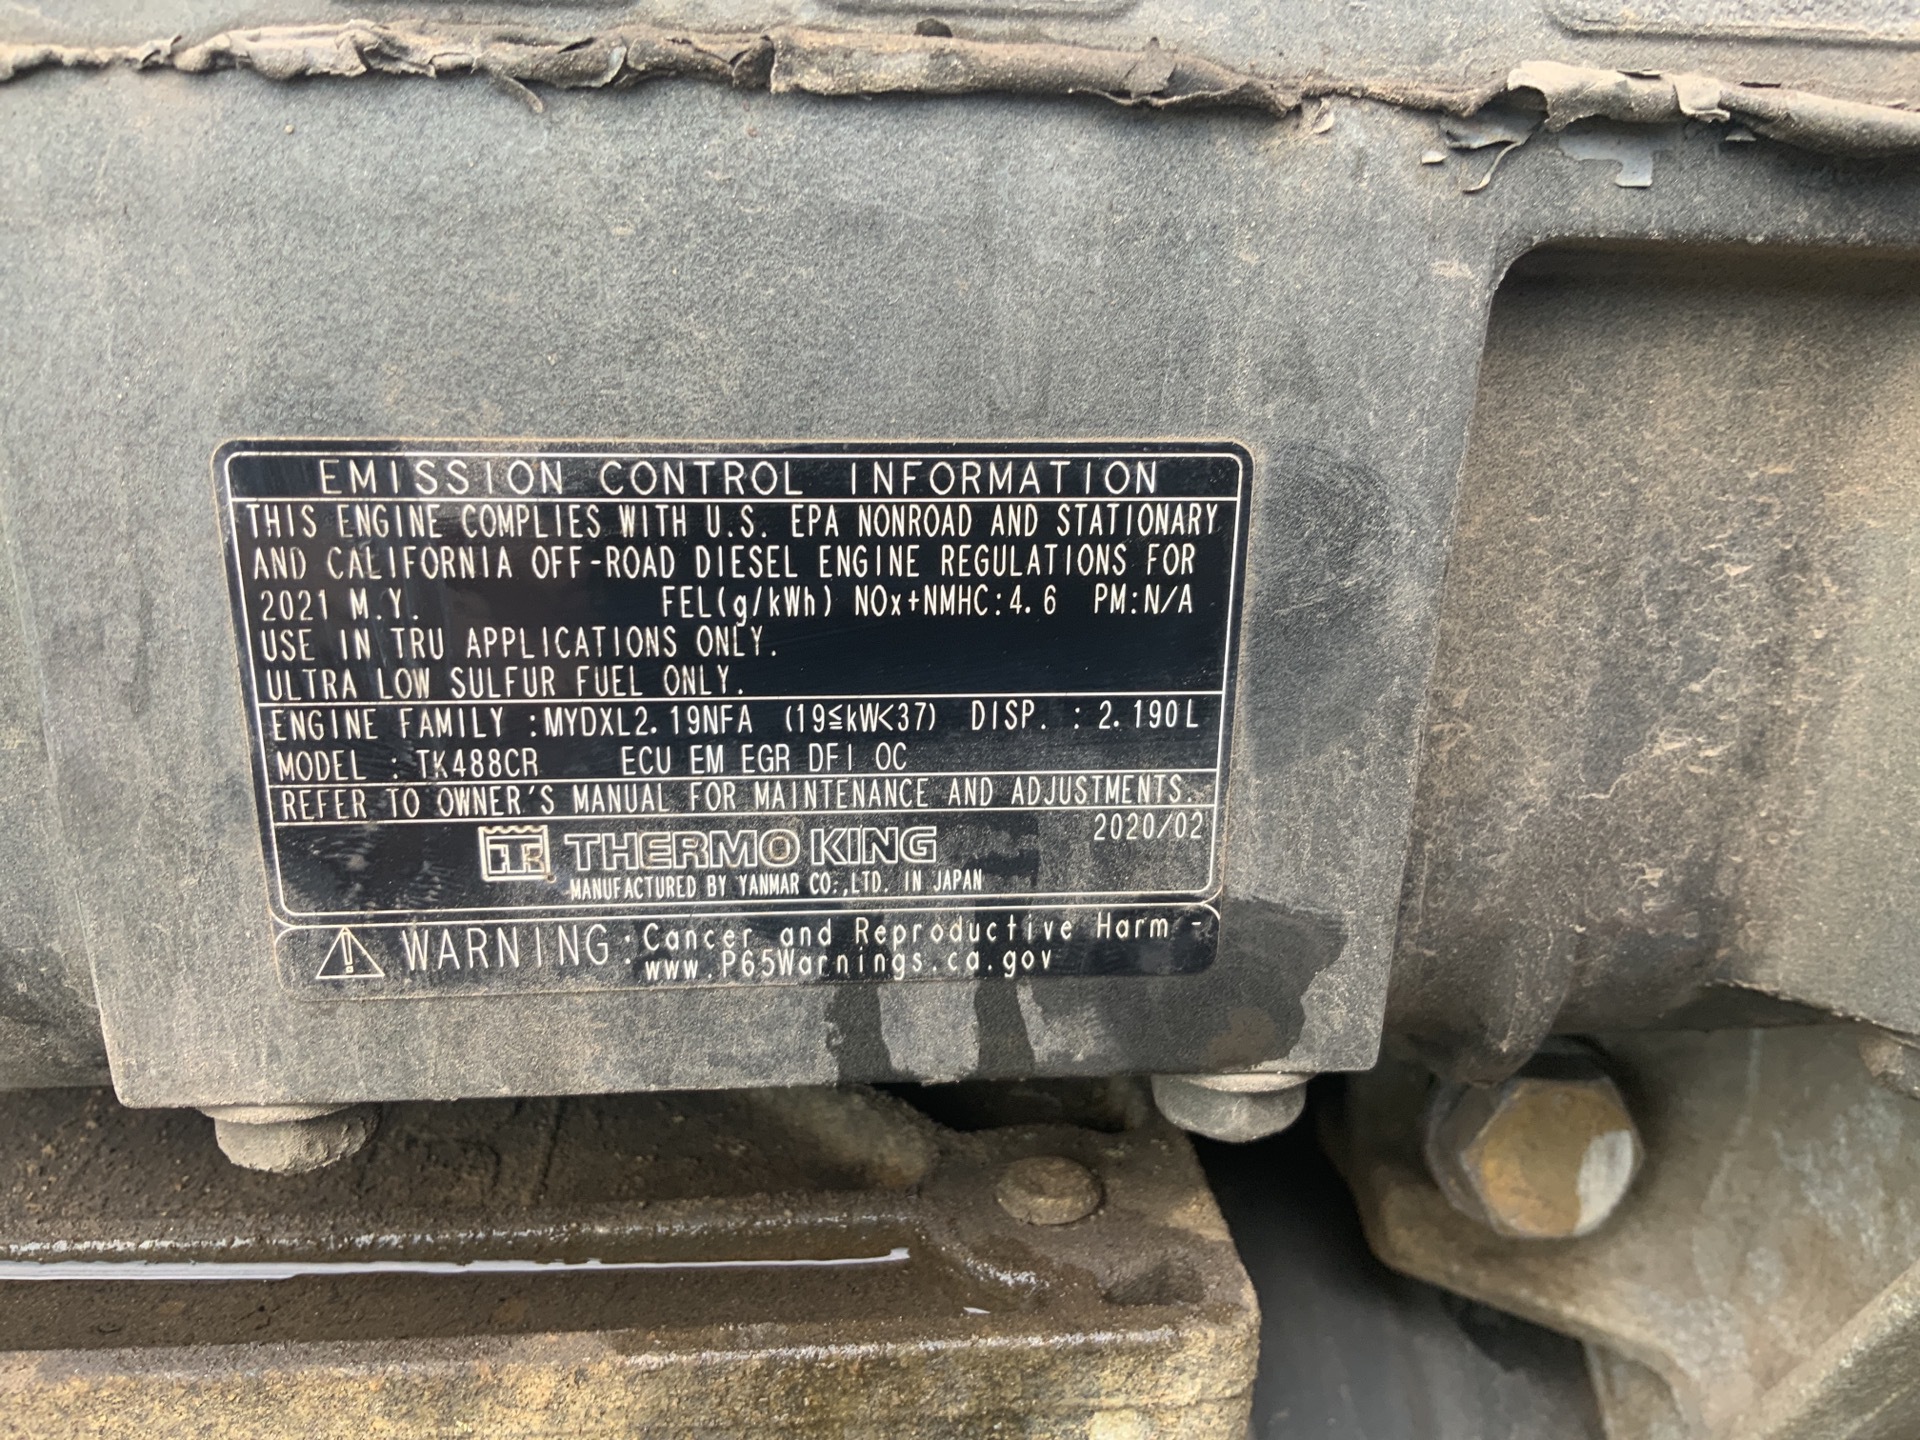 EMISSION CONTROL INFORMATION
THIS ENGINE COMPLIES WITH U.S. EPA NONROAD AND STATIONARY
AND CALIFORNIA OFF-ROAD DIESEL ENGINE REGULATIONS FOR
2021 M.Y. FEL(g/kWh) NOx+NMHC:4.6 PM:N/A
USE IN TRU APPLICATIONS ONLY.
ULTRA LOW SULFUR FUEL ONLY.
ENGINE FAMILY :MYDXL2.19NFA (19≦kW<37) DISP. : 2.190L
MODEL : TK488CR ECU EM EGR DFI OC
REFER TO OWNER'S MANUAL FOR MAINTENANCE AND ADJUSTMENTS.
2020/02
TK THERMO KING
MANUFACTURED BY YANMAR CO.,LTD. IN JAPAN
WARNING: Cancer and Reproductive Harm -
www.P65Warnings.ca.gov